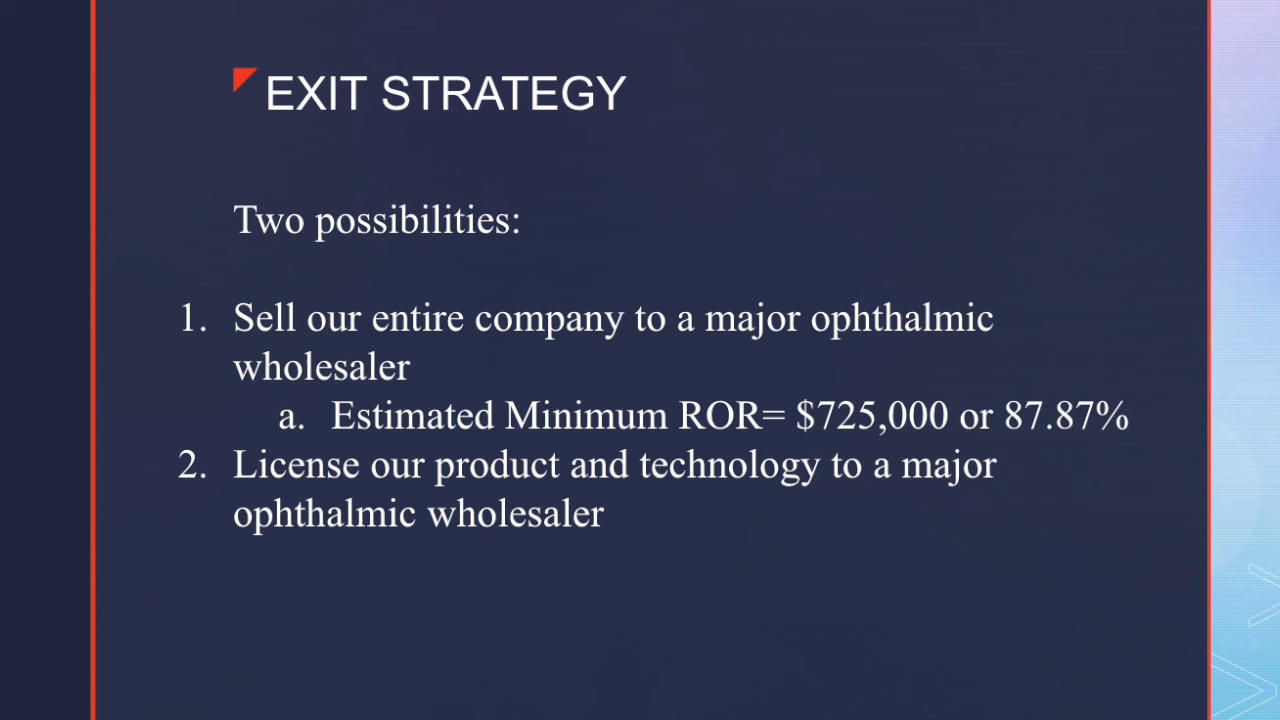 EXIT STRATEGY
Two possibilities:
1. Sell our entire company to a major ophthalmic
wholesaler
a. Estimated Minimum ROR= $725,000 or 87.87%
2. License our product and technology to a major
ophthalmic wholesaler